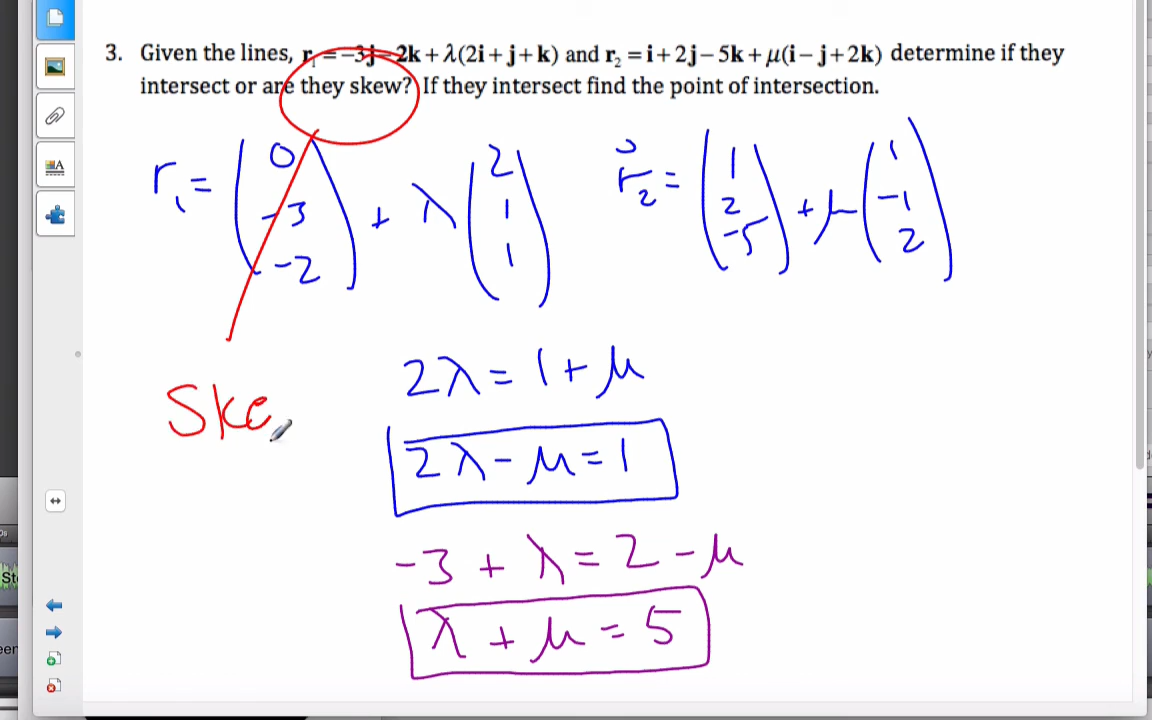 3. Given the lines, r₁ = −3j − 2k + λ(2i + j + k) and r₂ = i + 2j − 5k + μ(i − j + 2k) determine if they
intersect or are they skew? If they intersect find the point of intersection.
r₁ = (0 -3 -2) + λ (2 1 1) r₂ = (1 2 -5) + μ (1 -1 2)
2λ = 1 + μ
Ske
2λ - μ = 1
-3 + λ = 2 - μ
λ + μ = 5